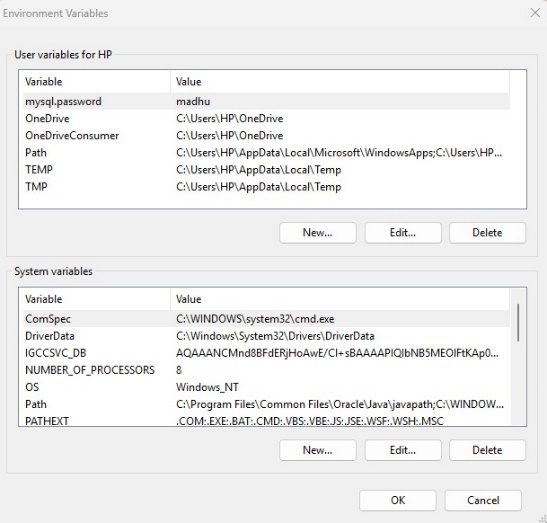 Environment Variables
User variables for HP
Variable Value
mysql.password madhu
OneDrive C:\Users\HP\OneDrive
OneDriveConsumer C:\Users\HP\OneDrive
Path C:\Users\HP\AppData\Local\Microsoft\WindowsApps;C:\Users\HP...
TEMP C:\Users\HP\AppData\Local\Temp
TMP C:\Users\HP\AppData\Local\Temp
New... Edit... Delete
System variables
Variable Value
ComSpec C:\WINDOWS\system32\cmd.exe
DriverData C:\Windows\System32\Drivers\DriverData
IGCCSVC_DB AQAAANCMnd8BFdERjHoAwE/Cl+sBAAAAPIQIbNB5MEOIFtKAp0...
NUMBER_OF_PROCESSORS 8
OS Windows_NT
Path C:\Program Files\Common Files\Oracle\Java\javapath;C:\WINDOW...
PATHEXT .COM;.EXE;.BAT;.CMD;.VBS;.VBE;.JS;.JSE;.WSF;.WSH;.MSC
New... Edit... Delete
OK Cancel